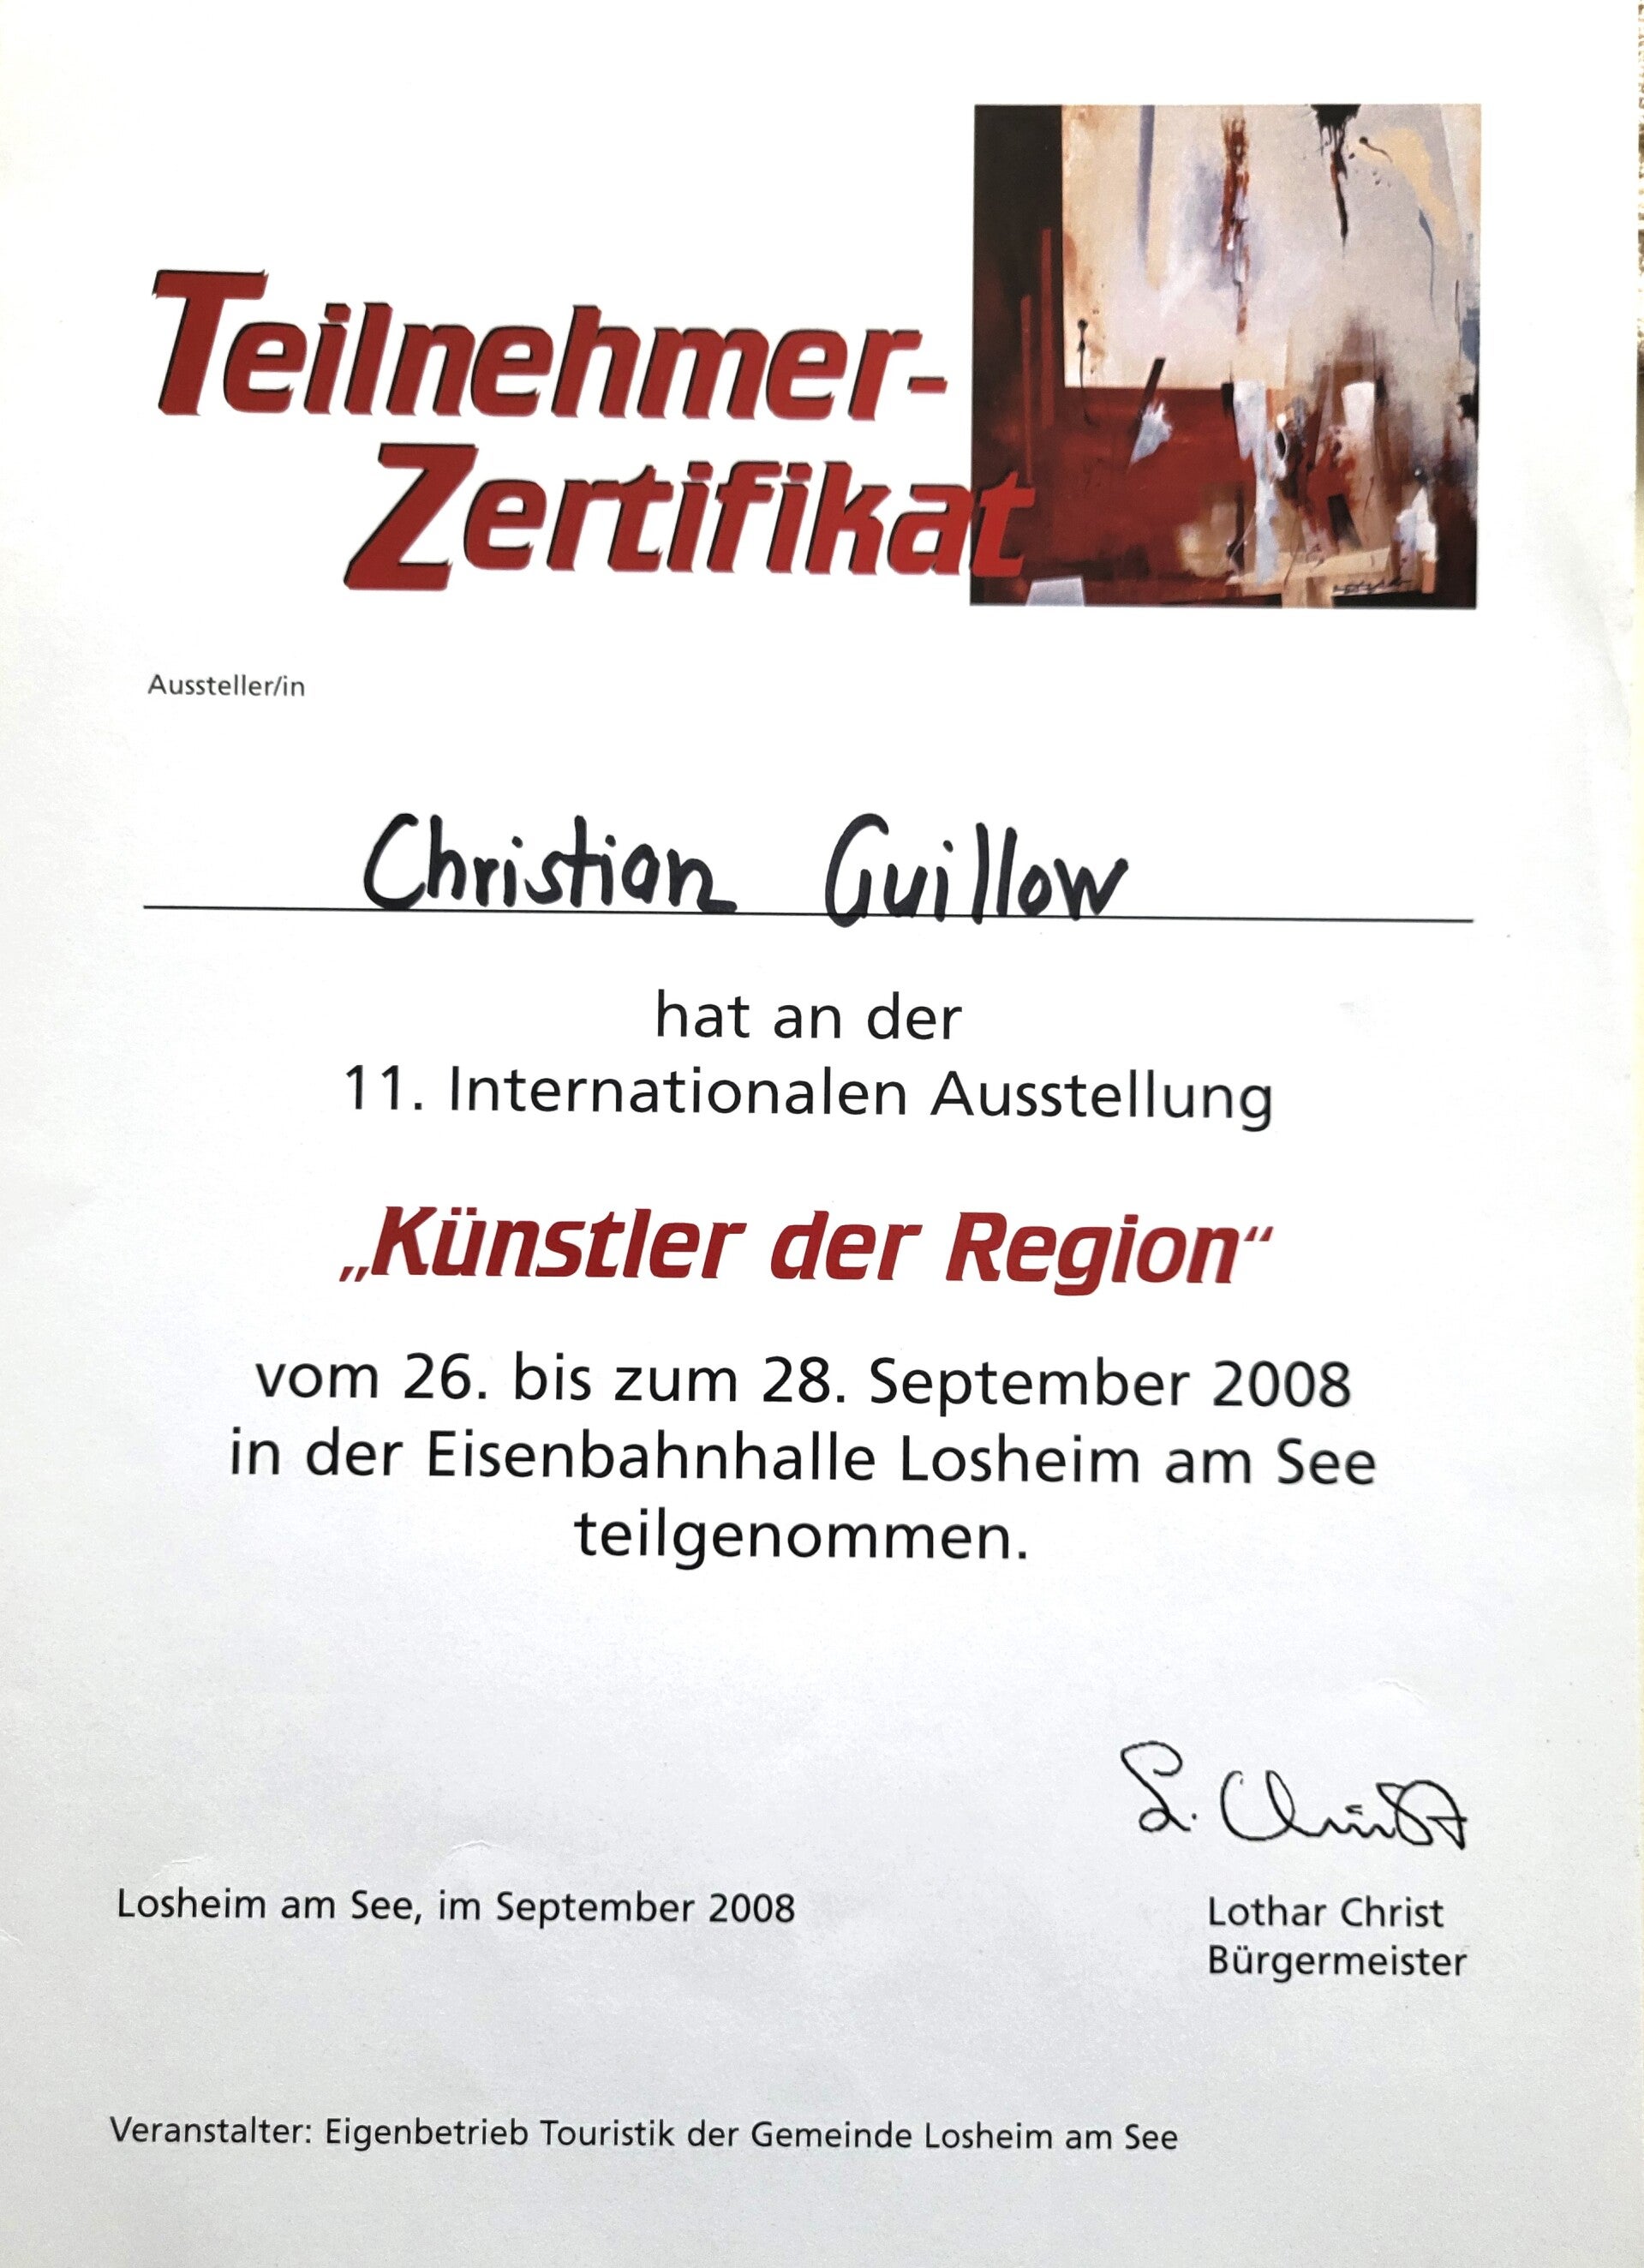 Teilnehmer-
Zertifikat
Aussteller/in
Christian Guillow
hat an der
11. Internationalen Ausstellung
„Künstler der Region“
vom 26. bis zum 28. September 2008
in der Eisenbahnhalle Losheim am See
teilgenommen.
L. Christ
Losheim am See, im September 2008
Lothar Christ
Bürgermeister
Veranstalter: Eigenbetrieb Touristik der Gemeinde Losheim am See